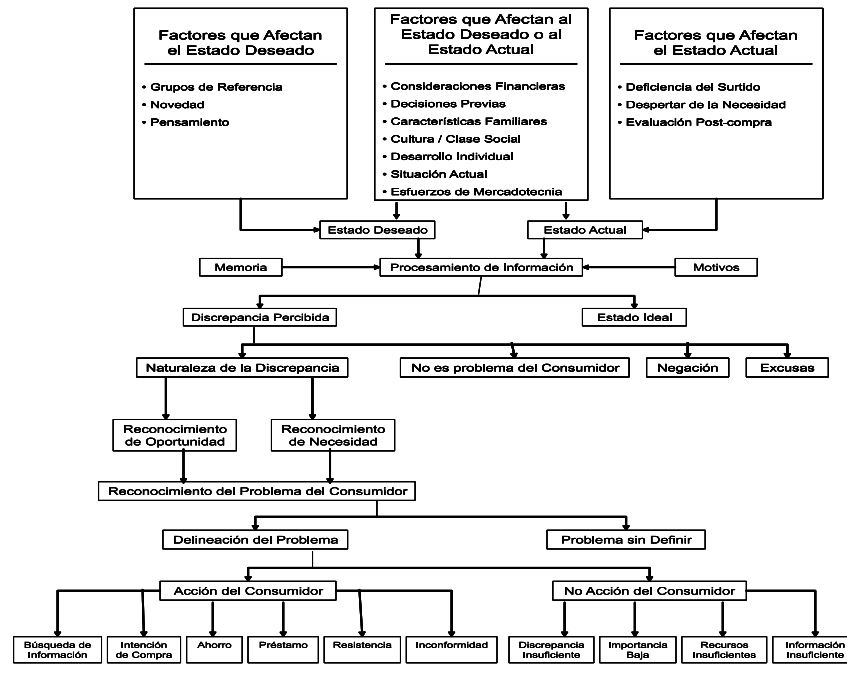 Factores que Afectan
el Estado Deseado
• Grupos de Referencia
• Novedad
• Pensamiento
Factores que Afectan al
Estado Deseado o al
Estado Actual
• Consideraciones Financieras
• Decisiones Previas
• Características Familiares
• Cultura / Clase Social
• Desarrollo Individual
• Situación Actual
• Esfuerzos de Mercadotecnia
Factores que Afectan
el Estado Actual
• Deficiencia del Surtido
• Despertar de la Necesidad
• Evaluación Post-compra
Estado Deseado
Estado Actual
Memoria
Procesamiento de Información
Motivos
Discrepancia Percibida
Estado Ideal
Naturaleza de la Discrepancia
No es problema del Consumidor
Negación
Excusas
Reconocimiento
de Oportunidad
Reconocimiento
de Necesidad
Reconocimiento del Problema del Consumidor
Delineación del Problema
Problema sin Definir
Acción del Consumidor
No Acción del Consumidor
Búsqueda de
Información
Intención
de Compra
Ahorro
Préstamo
Resistencia
Inconformidad
Discrepancia
Insuficiente
Importancia
Baja
Recursos
Insuficientes
Información
Insuficiente